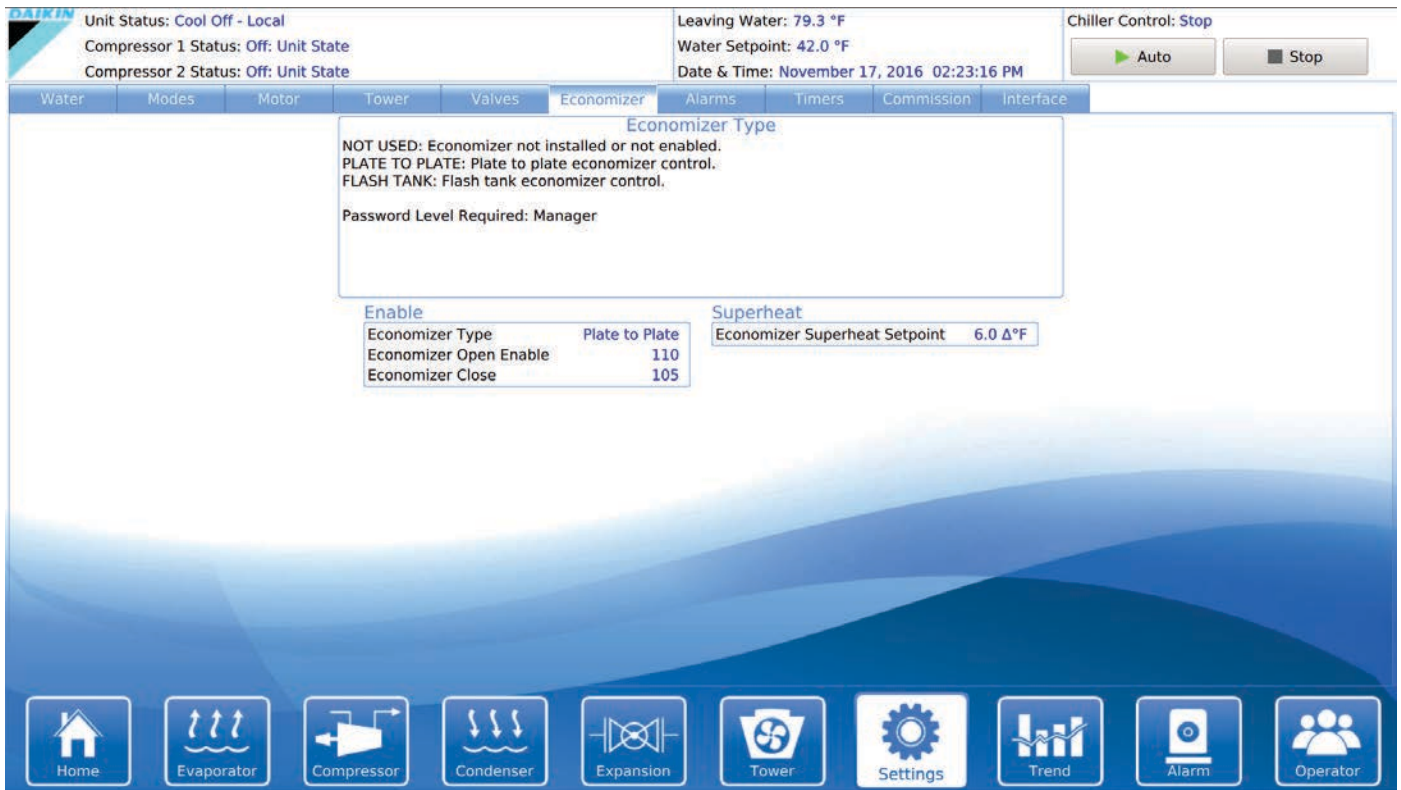 DAIKIN
Unit Status: Cool Off - Local
Compressor 1 Status: Off: Unit State
Compressor 2 Status: Off: Unit State
Leaving Water: 79.3 °F
Water Setpoint: 42.0 °F
Date & Time: November 17, 2016 02:23:16 PM
Chiller Control: Stop
Auto
Stop
Water
Modes
Motor
Tower
Valves
Economizer
Alarms
Timers
Commission
Interface
Economizer Type
NOT USED: Economizer not installed or not enabled.
PLATE TO PLATE: Plate to plate economizer control.
FLASH TANK: Flash tank economizer control.
Password Level Required: Manager
Enable
Economizer Type Plate to Plate
Economizer Open Enable 110
Economizer Close 105
Superheat
Economizer Superheat Setpoint 6.0 Δ°F
Home
Evaporator
Compressor
Condenser
Expansion
Tower
Settings
Trend
Alarm
Operator